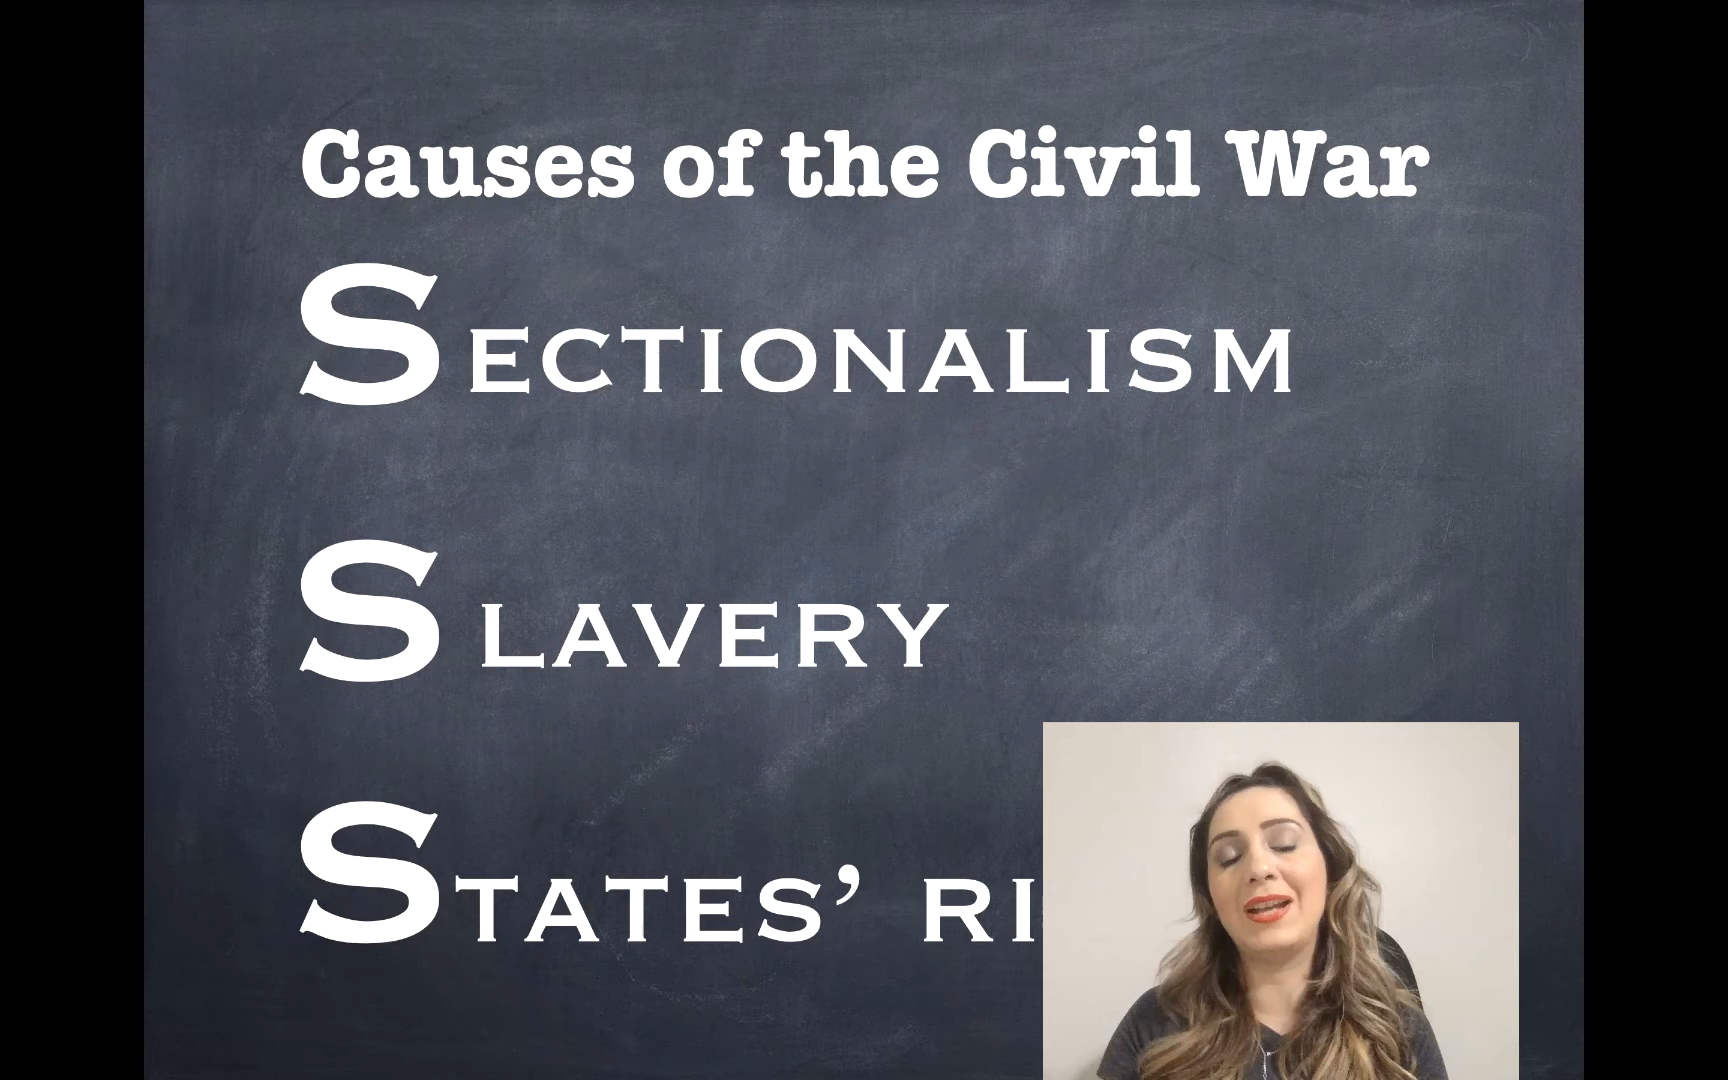 Causes of the Civil War
SECTIONALISM
SLAVERY
STATES’ RI